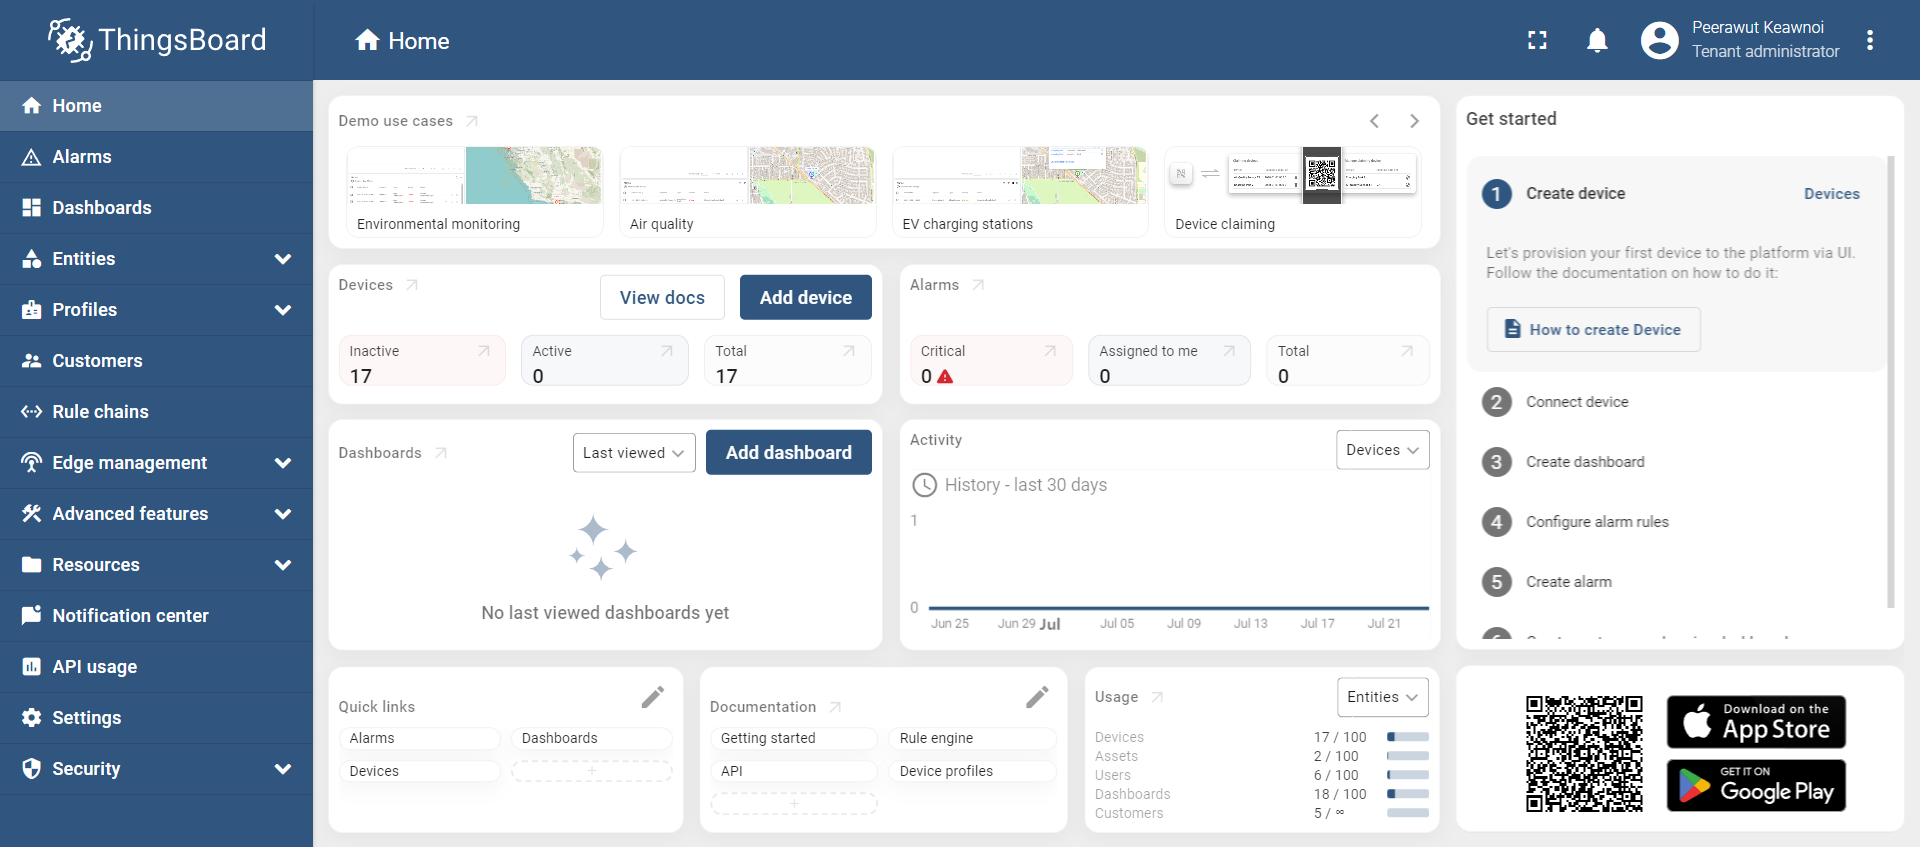 ThingsBoard
Home
Peerawut Keawnoi
Tenant administrator
Home
Alarms
Dashboards
Entities
Profiles
Customers
Rule chains
Edge management
Advanced features
Resources
Notification center
API usage
Settings
Security
Demo use cases
Environmental monitoring
Air quality
EV charging stations
Device claiming
Devices
View docs
Add device
Inactive
17
Active
0
Total
17
Alarms
Critical
0
Assigned to me
0
Total
0
Dashboards
Last viewed
Add dashboard
No last viewed dashboards yet
Activity
Devices
History - last 30 days
1
0
Jun 25 Jun 29 Jul Jul 05 Jul 09 Jul 13 Jul 17 Jul 21
Quick links
Alarms
Dashboards
Devices
+
Documentation
Getting started
Rule engine
API
Device profiles
+
Usage
Entities
Devices 17 / 100
Assets 2 / 100
Users 6 / 100
Dashboards 18 / 100
Customers 5 / ∞
Get started
1 Create device Devices
Let's provision your first device to the platform via UI.
Follow the documentation on how to do it:
How to create Device
2 Connect device
3 Create dashboard
4 Configure alarm rules
5 Create alarm
Download on the
App Store
GET IT ON
Google Play